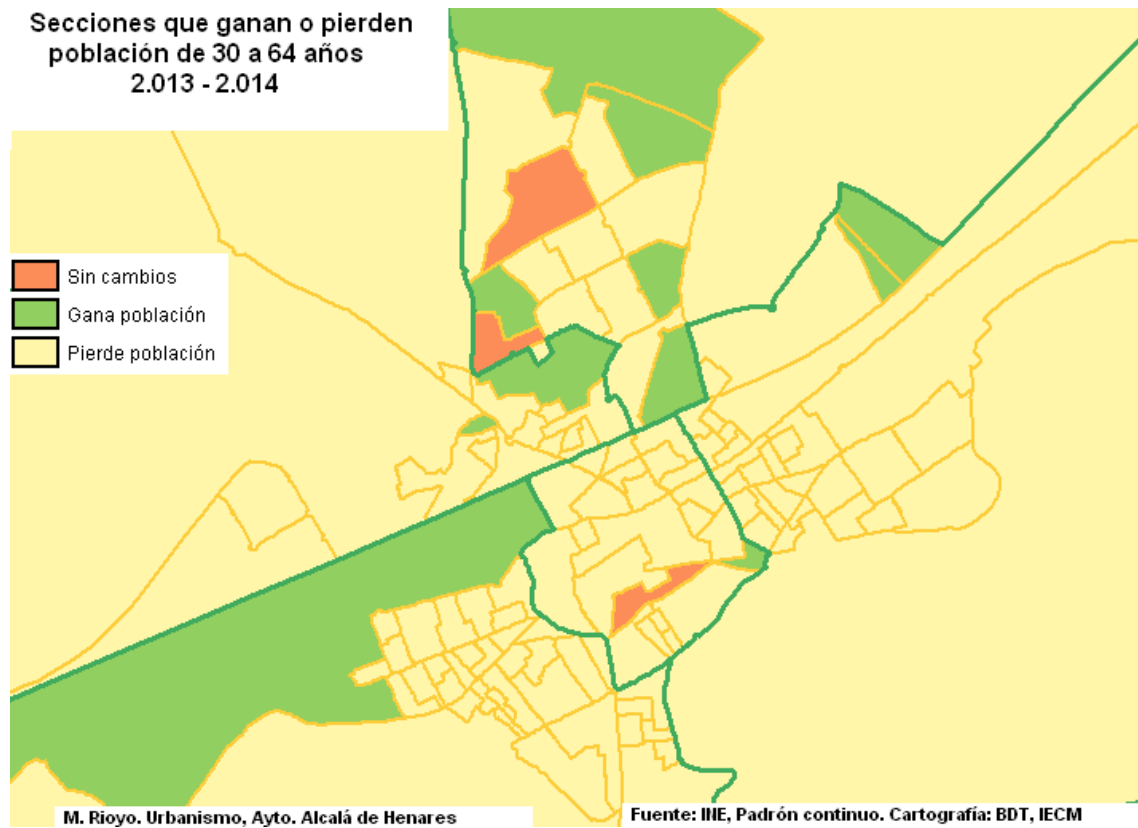 Secciones que ganan o pierden
población de 30 a 64 años
2.013 - 2.014
Sin cambios
Gana población
Pierde población
M. Rioyo. Urbanismo, Ayto. Alcalá de Henares
Fuente: INE, Padrón continuo. Cartografía: BDT, IECM